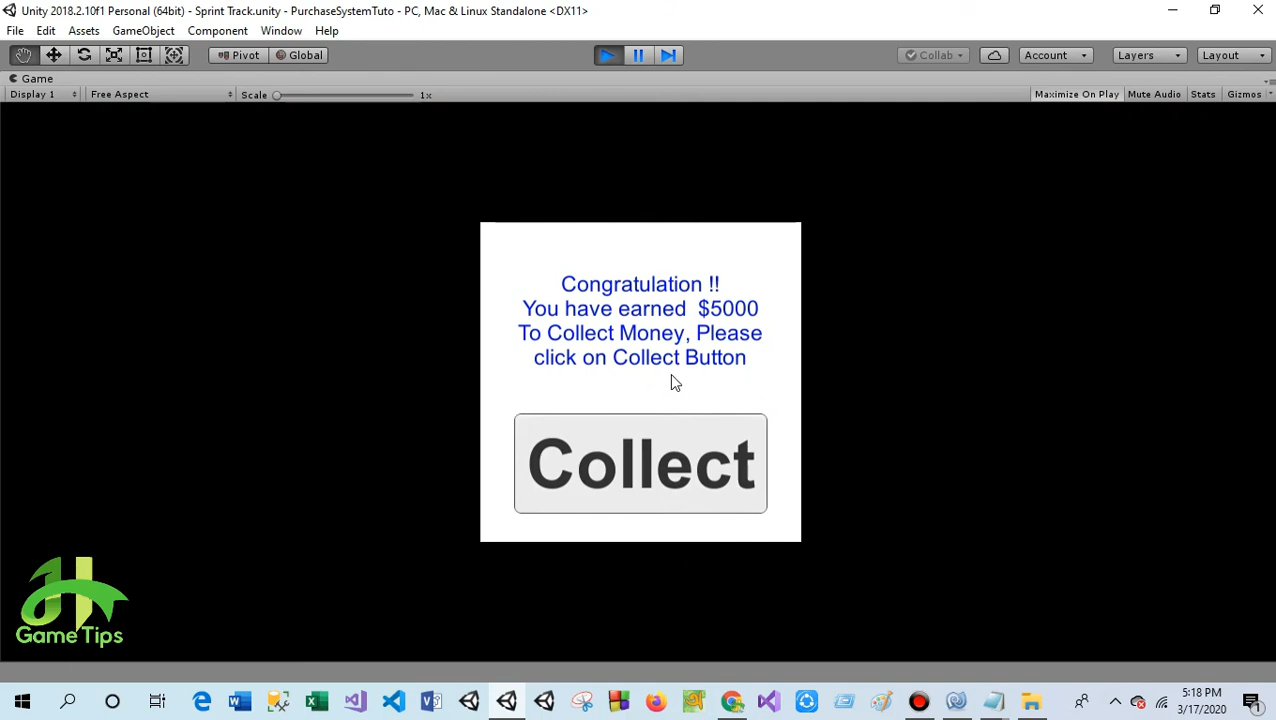 Unity 2018.2.10f1 Personal (64bit) - Sprint Track.unity - PurchaseSystemTuto - PC, Mac & Linux Standalone <DX11>
File Edit Assets GameObject Component Window Help
Pivot Global Collab Account Layers Layout
Game
Display 1 Free Aspect Scale 1x Maximize On Play Mute Audio Stats Gizmos
Congratulation !!
You have earned $5000
To Collect Money, Please
click on Collect Button
Collect
GameTips
5:18 PM
3/17/2020
1